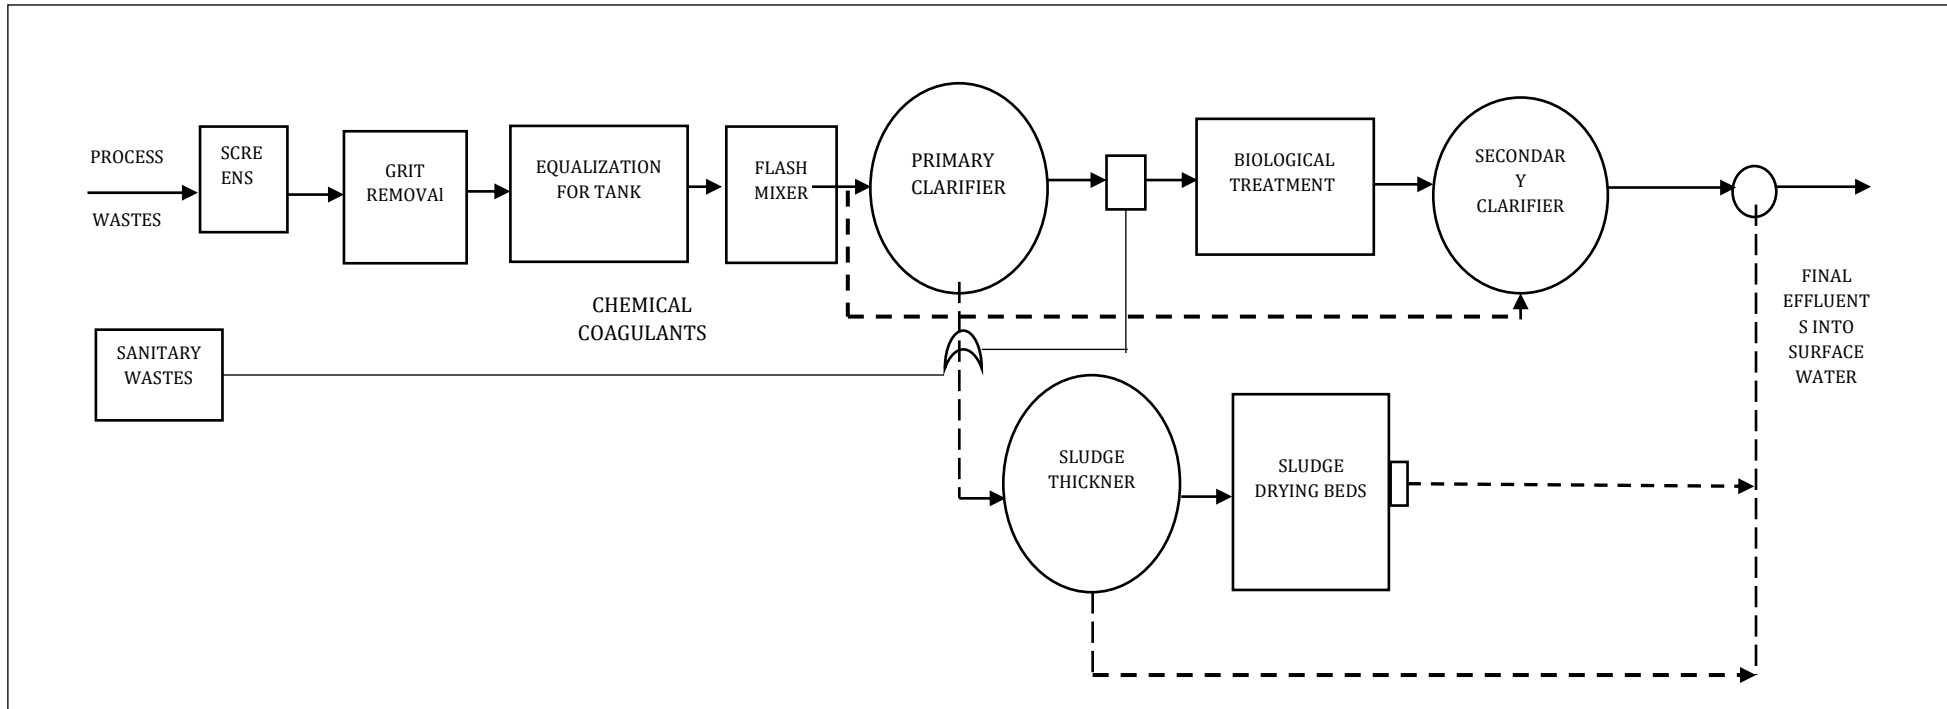 PROCESS
WASTES
SCRE
ENS
GRIT
REMOVAl
EQUALIZATION
FOR TANK
FLASH
MIXER
PRIMARY
CLARIFIER
BIOLOGICAL
TREATMENT
SECONDAR
Y
CLARIFIER
FINAL
EFFLUENT
S INTO
SURFACE
WATER
CHEMICAL
COAGULANTS
SANITARY
WASTES
SLUDGE
THICKNER
SLUDGE
DRYING BEDS